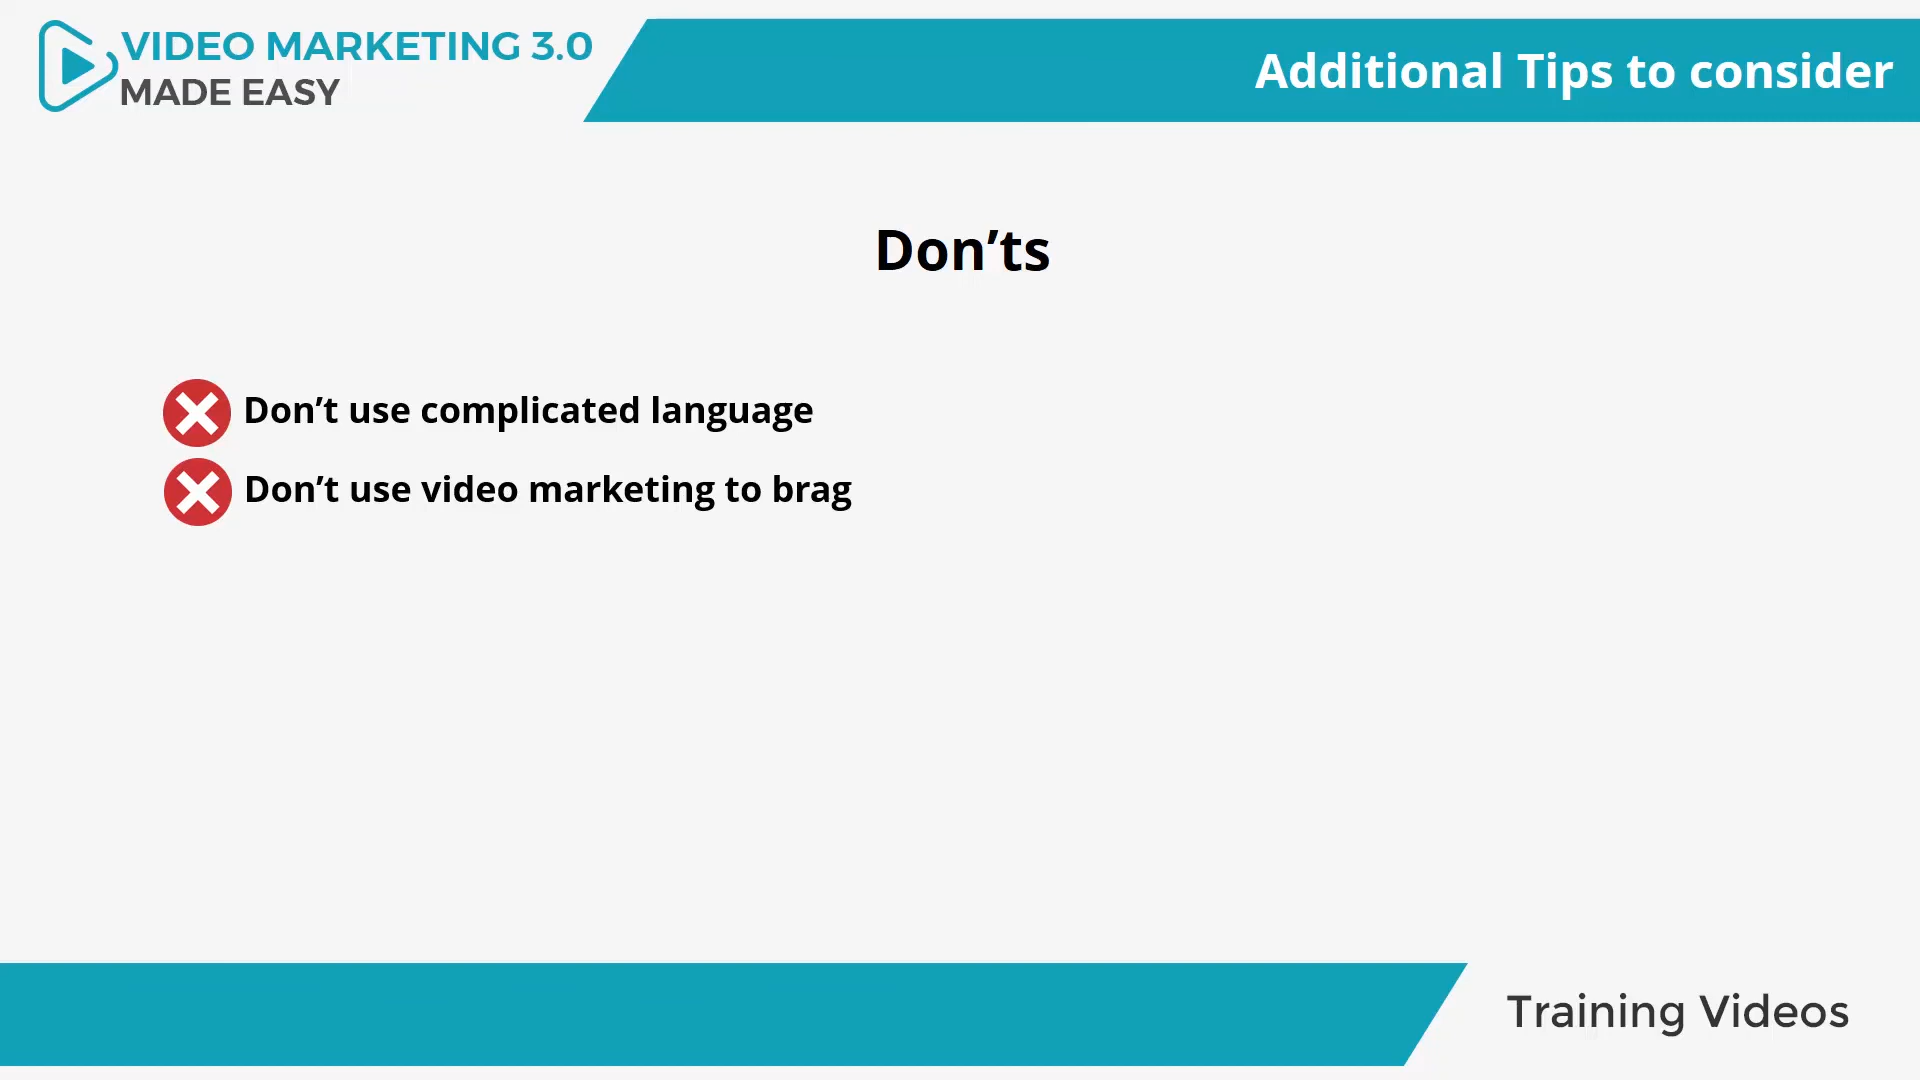 VIDEO MARKETING 3.0
MADE EASY
Additional Tips to consider
Don’ts
Don’t use complicated language
Don’t use video marketing to brag
Training Videos